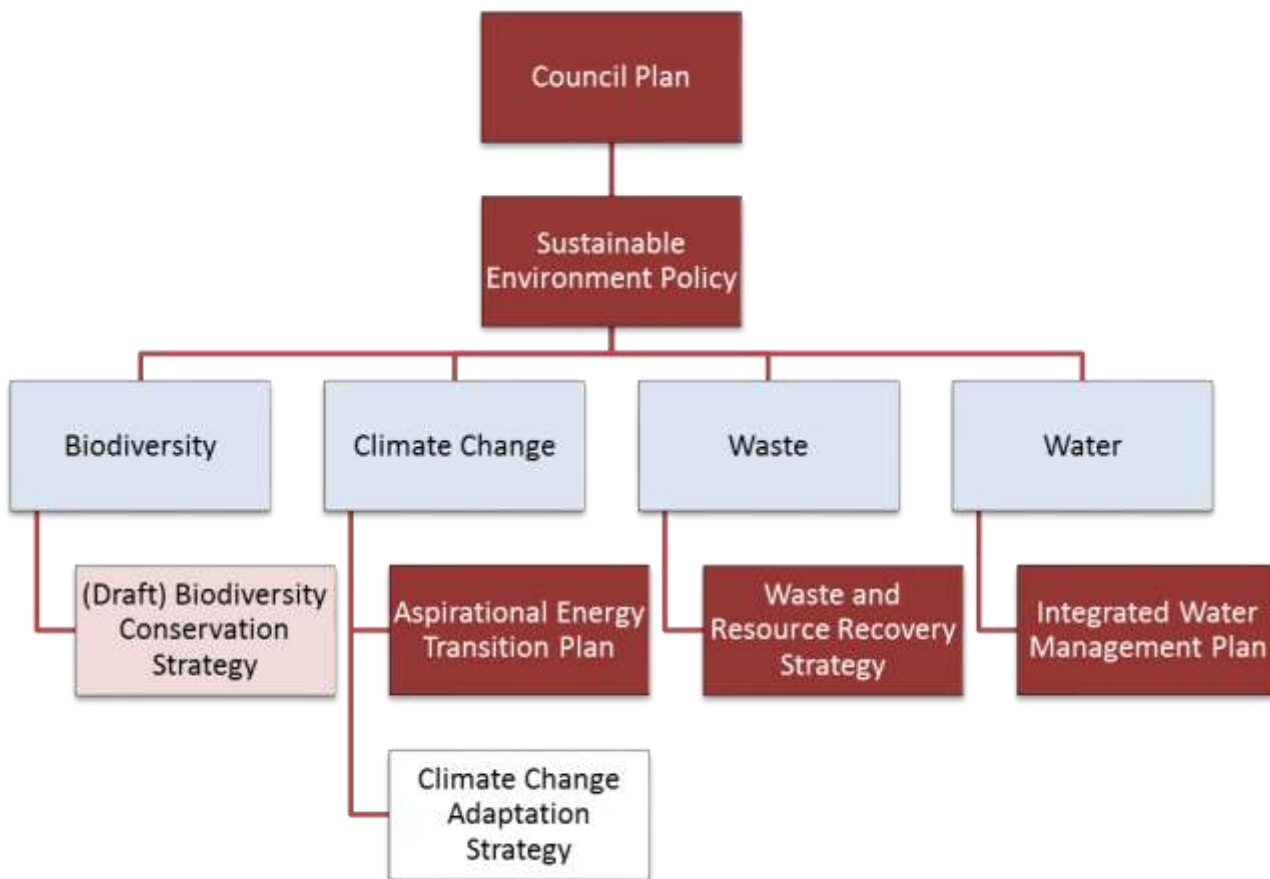 Council Plan
Sustainable
Environment Policy
Biodiversity
Climate Change
Waste
Water
(Draft) Biodiversity
Conservation
Strategy
Aspirational Energy
Transition Plan
Waste and
Resource Recovery
Strategy
Integrated Water
Management Plan
Climate Change
Adaptation
Strategy